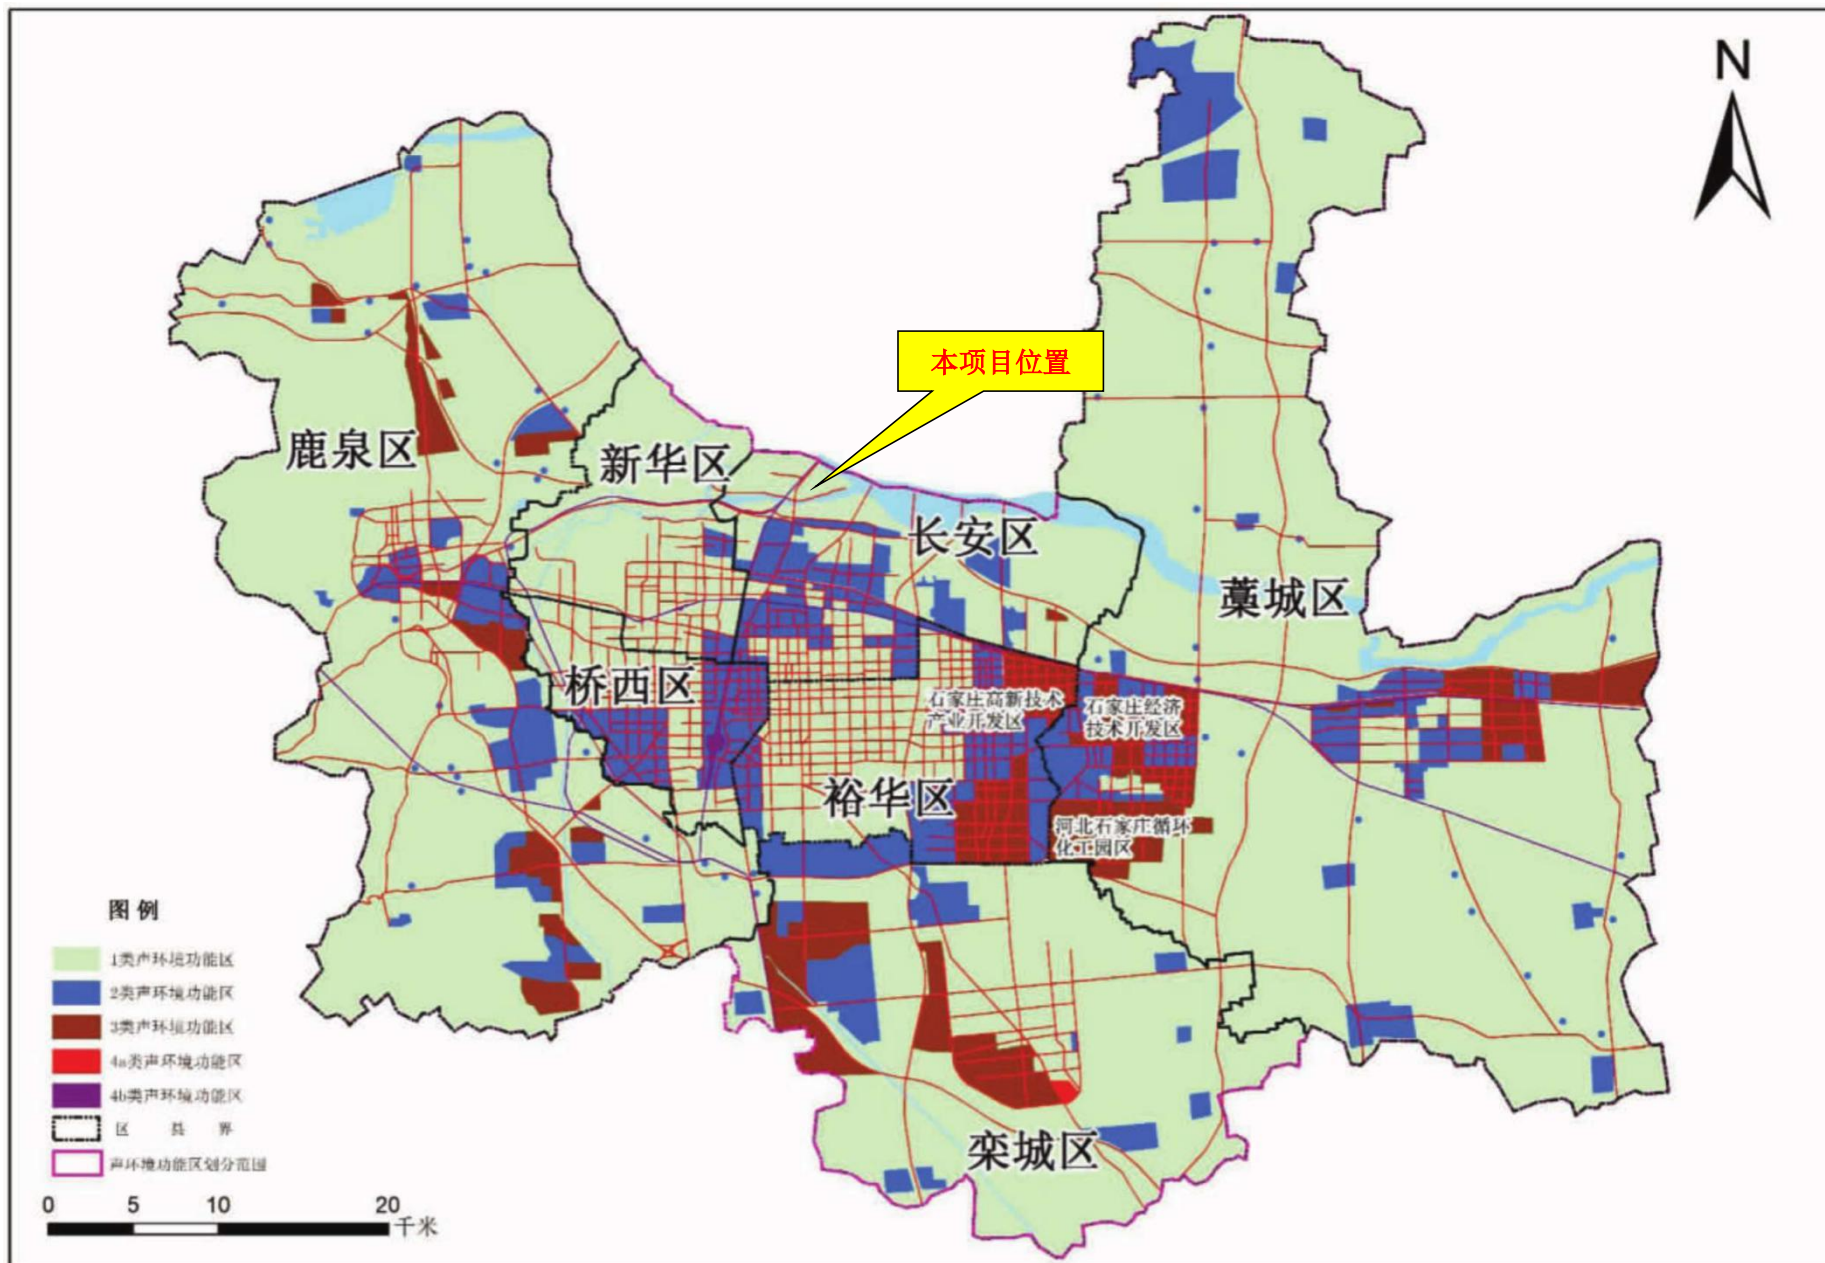 N
本项目位置
鹿泉区
新华区
长安区
藁城区
桥西区
石家庄高新技术
产业开发区
石家庄经济
技术开发区
裕华区
河北石家庄循环
化工园区
栾城区
图 例
1类声环境功能区
2类声环境功能区
3类声环境功能区
4a类声环境功能区
4b类声环境功能区
区 县 界
声环境功能区划分范围
0 5 10 20
千米